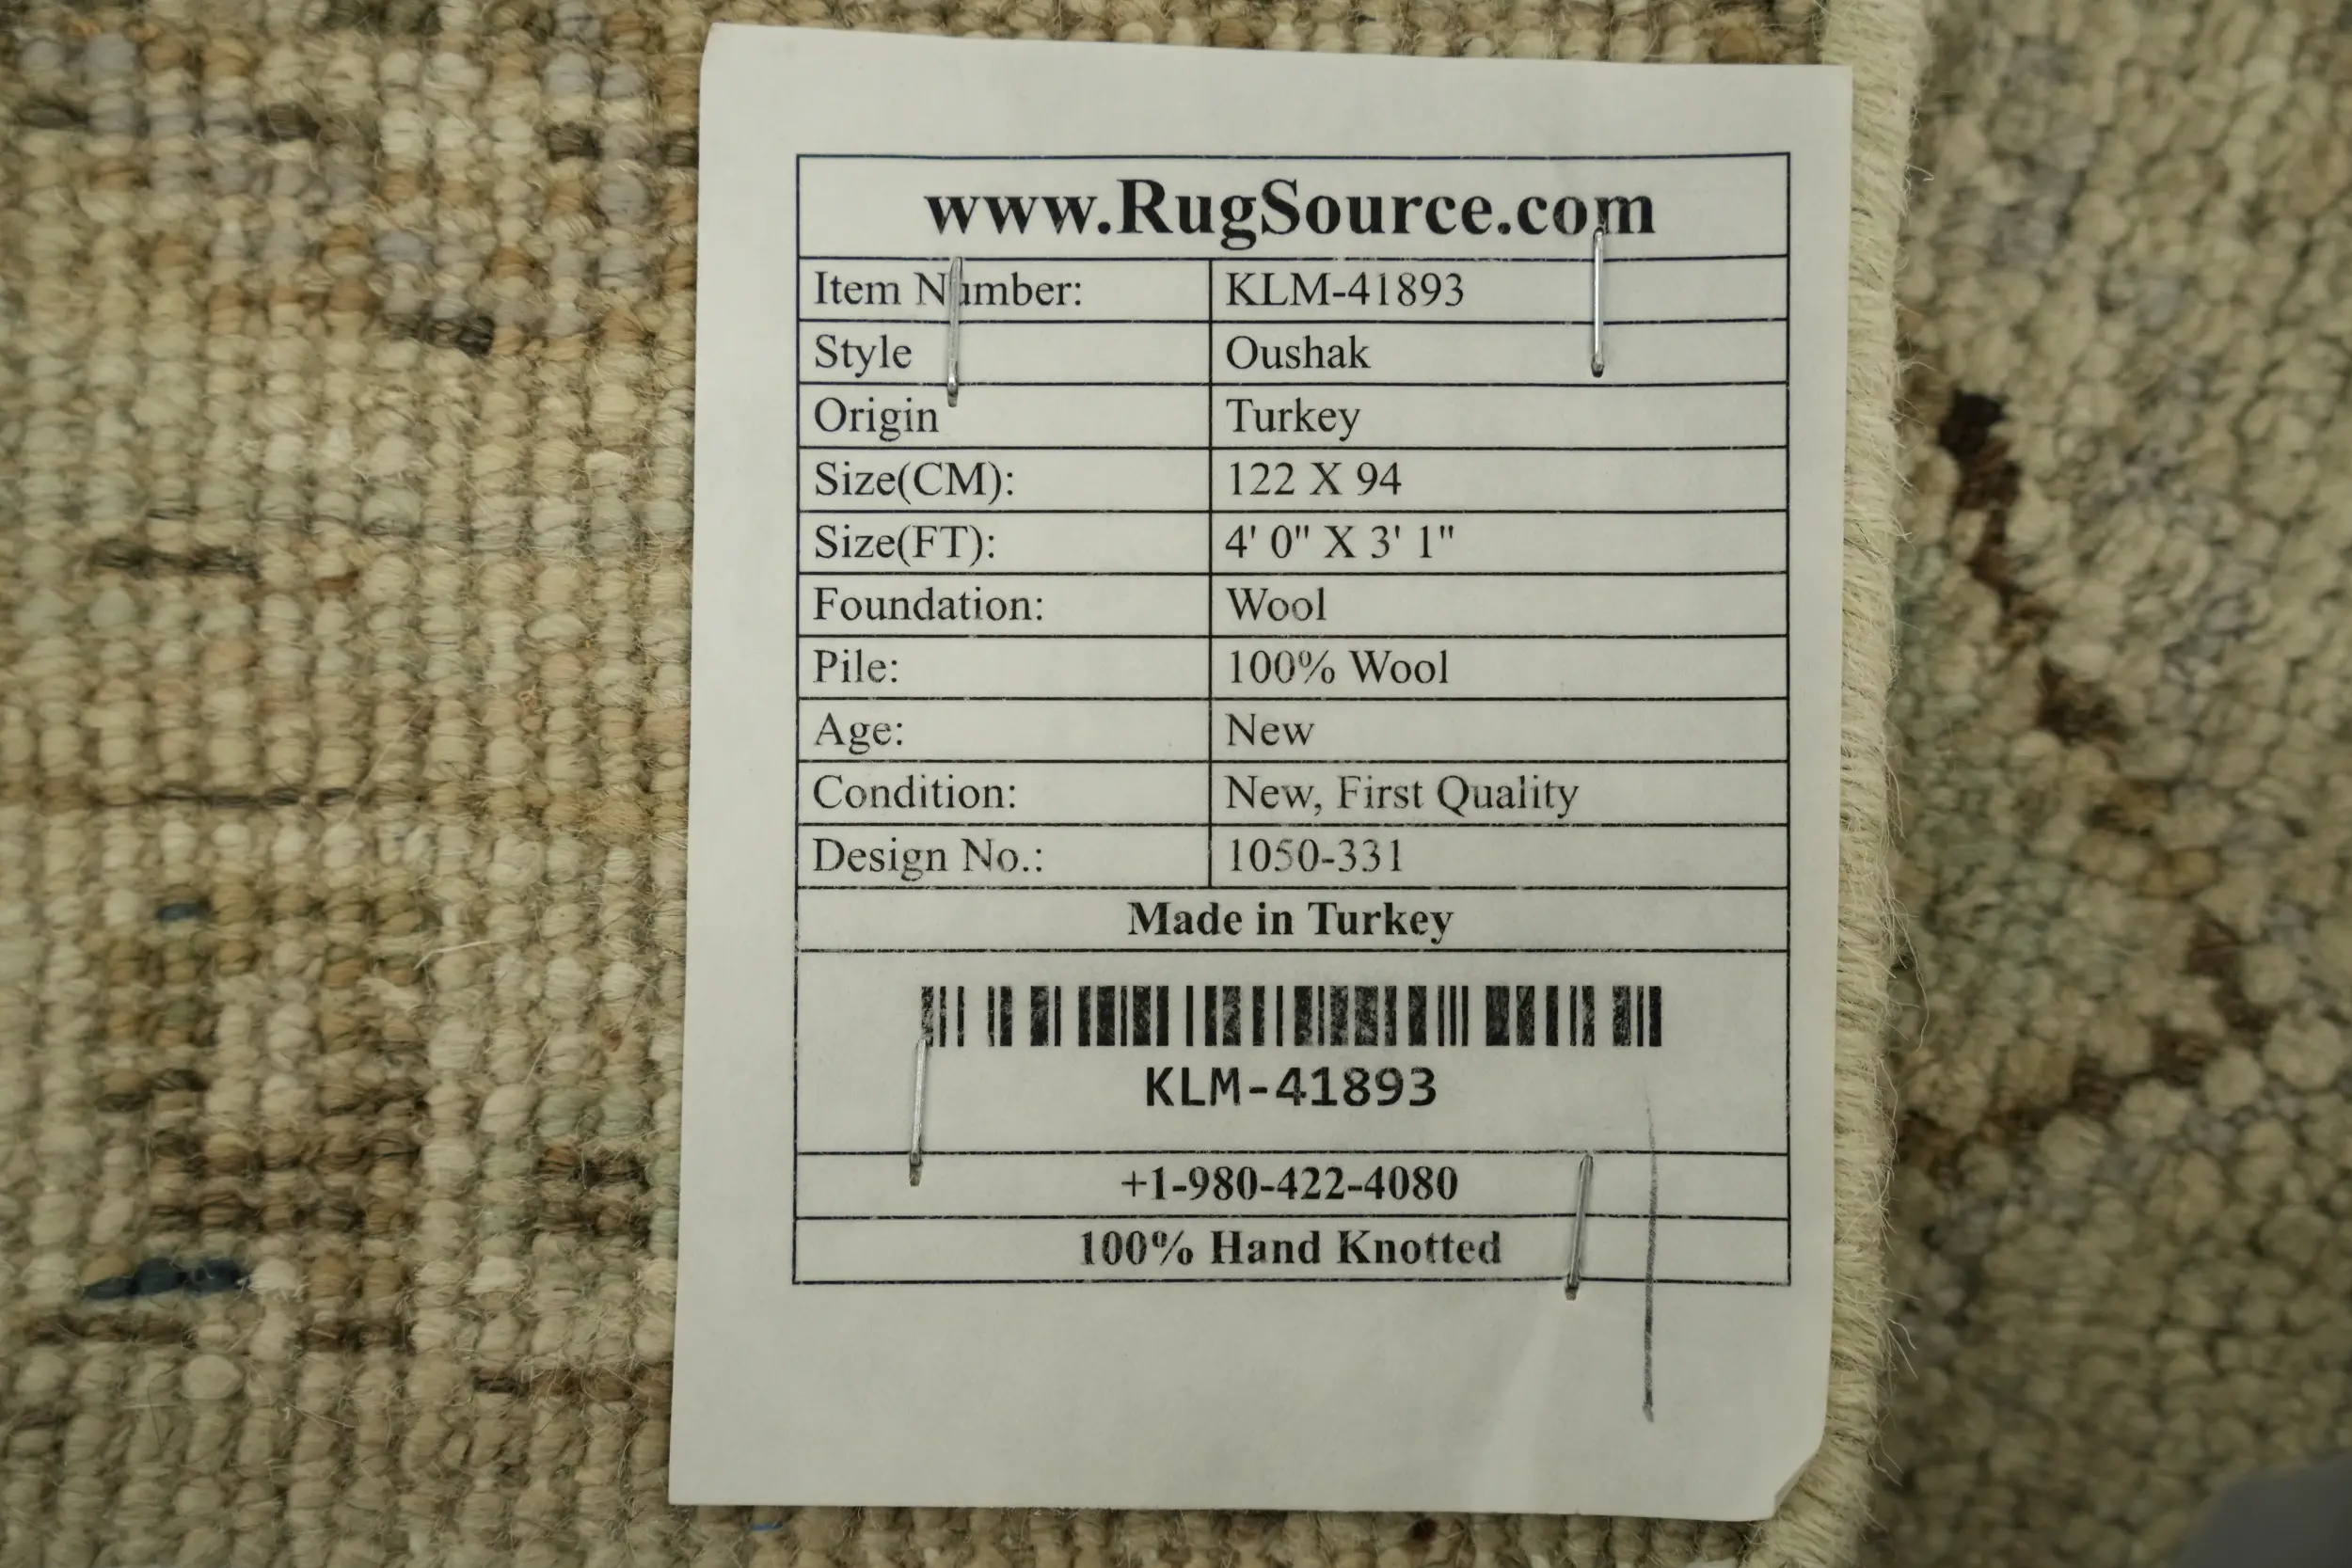 www.RugSource.com
Item Number: KLM-41893
Style Oushak
Origin Turkey
Size(CM): 122 X 94
Size(FT): 4' 0" X 3' 1"
Foundation: Wool
Pile: 100% Wool
Age: New
Condition: New, First Quality
Design No.: 1050-331
Made in Turkey
KLM-41893
+1-980-422-4080
100% Hand Knotted